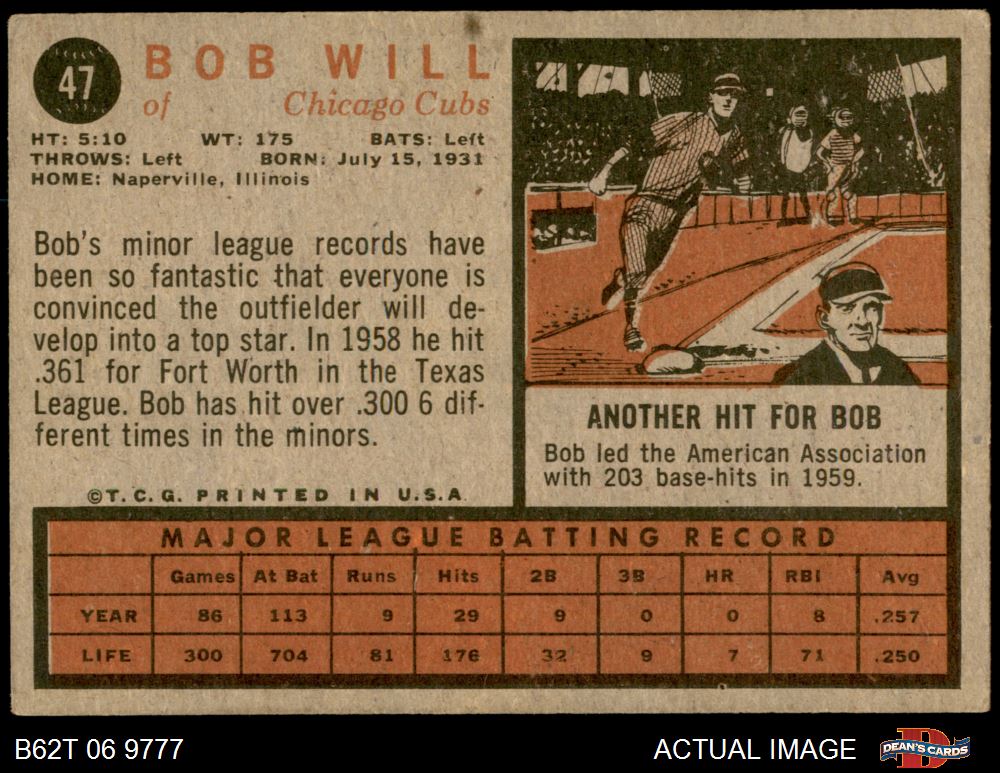 47
BOB WILL
of Chicago Cubs
HT: 5:10 WT: 175 BATS: Left
THROWS: Left BORN: July 15, 1931
HOME: Naperville, Illinois
Bob's minor league records have
been so fantastic that everyone is
convinced the outfielder will de-
velop into a top star. In 1958 he hit
.361 for Fort Worth in the Texas
League. Bob has hit over .300 6 dif-
ferent times in the minors.
©T.C.G. PRINTED IN U.S.A.
ANOTHER HIT FOR BOB
Bob led the American Association
with 203 base-hits in 1959.
MAJOR LEAGUE BATTING RECORD
Games At Bat Runs Hits 2B 3B HR RBI Avg
YEAR 86 113 9 29 9 0 0 8 .257
LIFE 300 704 81 176 32 9 7 71 .250
B62T 06 9777
ACTUAL IMAGE
DEAN'S CARDS